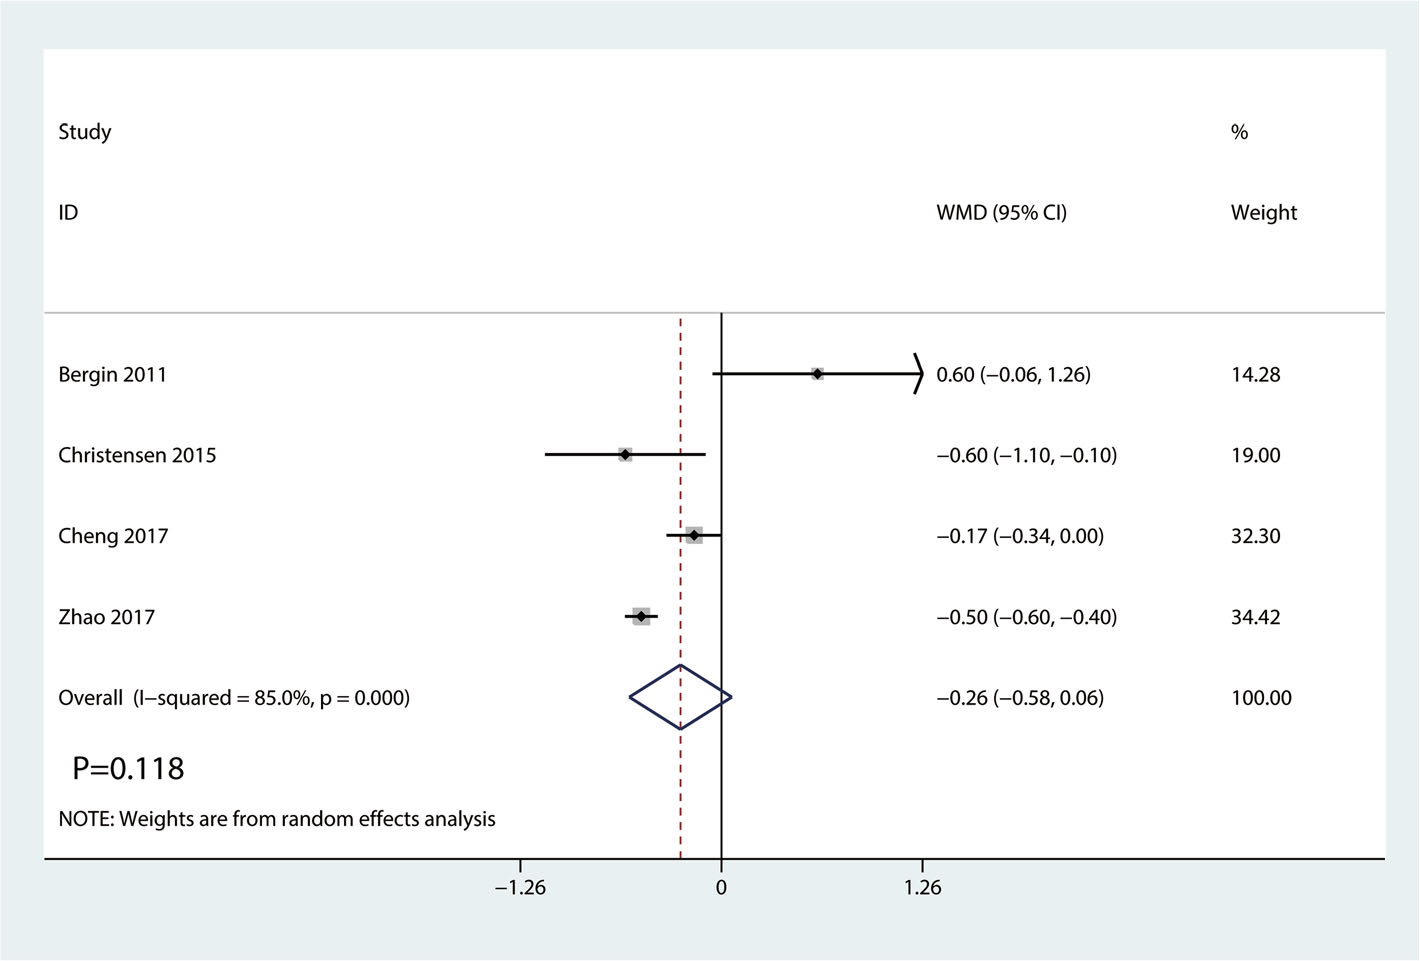 Study %
ID WMD (95% CI) Weight
Bergin 2011 0.60 (−0.06, 1.26) 14.28
Christensen 2015 −0.60 (−1.10, −0.10) 19.00
Cheng 2017 −0.17 (−0.34, 0.00) 32.30
Zhao 2017 −0.50 (−0.60, −0.40) 34.42
Overall (I−squared = 85.0%, p = 0.000) −0.26 (−0.58, 0.06) 100.00
P=0.118
NOTE: Weights are from random effects analysis
−1.26 0 1.26